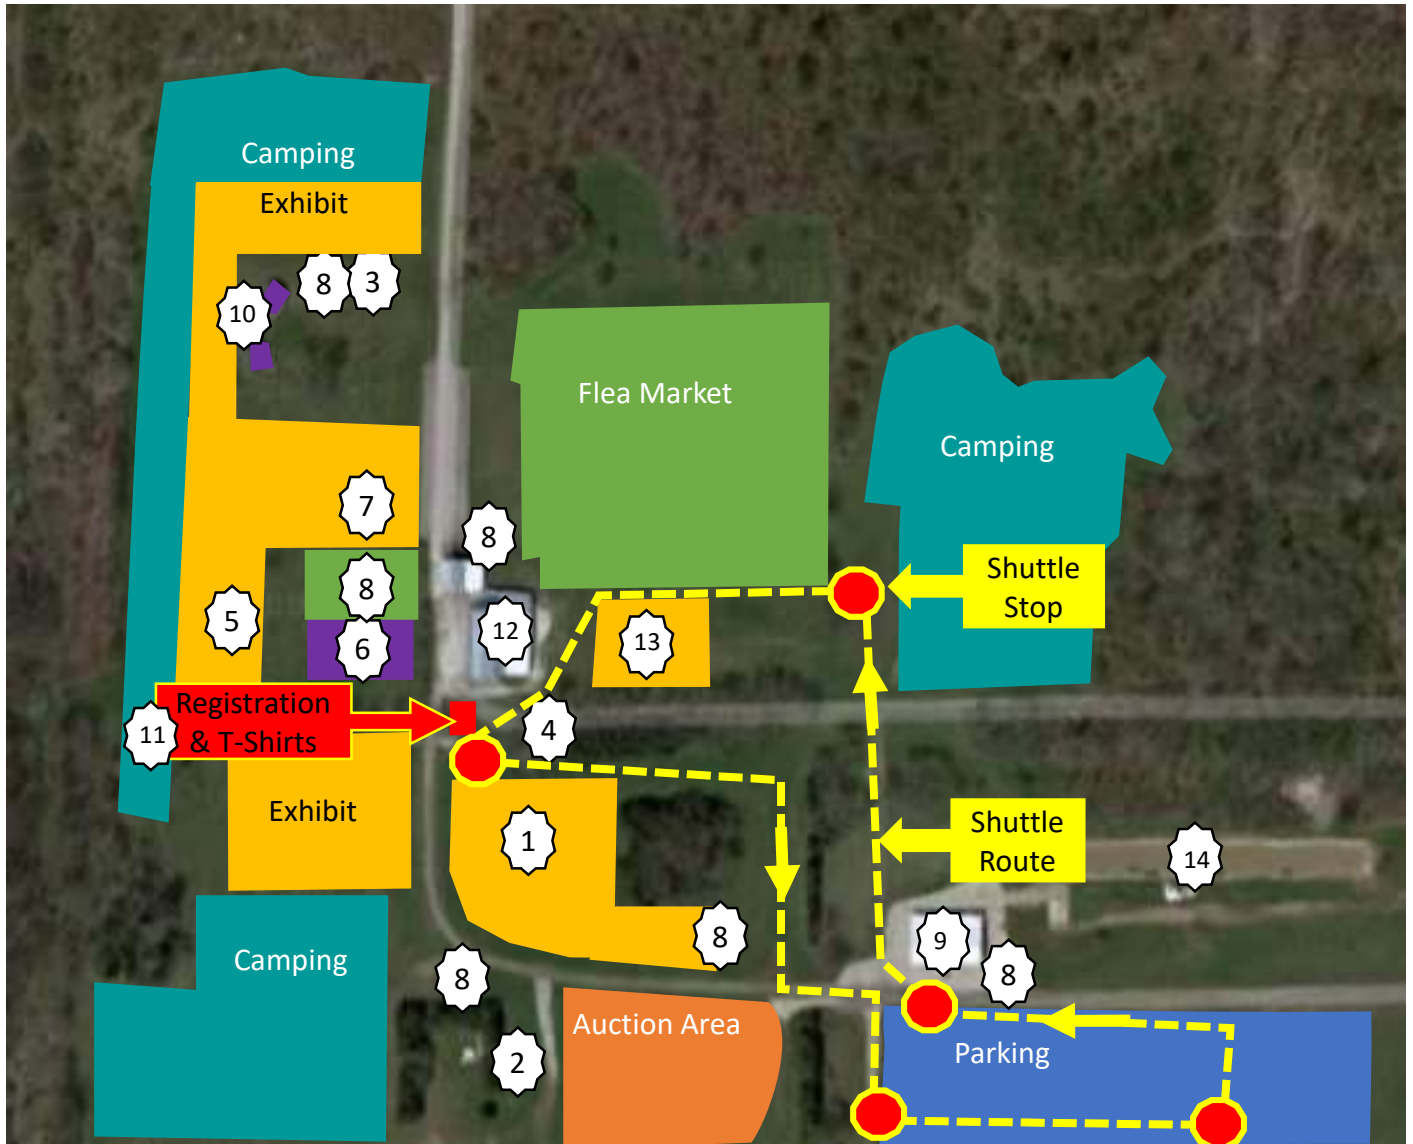 Camping
Exhibit
8
3
10
Flea Market
Camping
7
8
8
Shuttle
Stop
5
12
13
6
Registration
& T-Shirts
11
4
Exhibit
1
Shuttle
Route
14
8
9
8
Camping
8
Auction Area
2
Parking